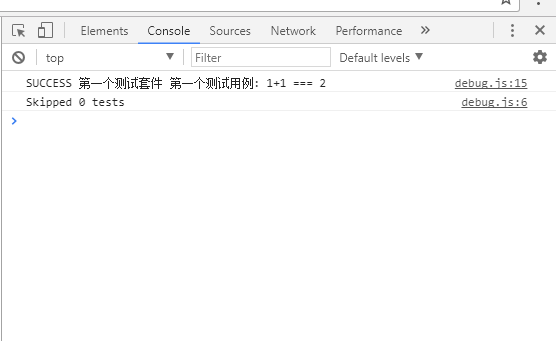 Elements Console Sources Network Performance »
top Filter Default levels
SUCCESS 第一个测试套件 第一个测试用例: 1+1 === 2 debug.js:15
Skipped 0 tests debug.js:6